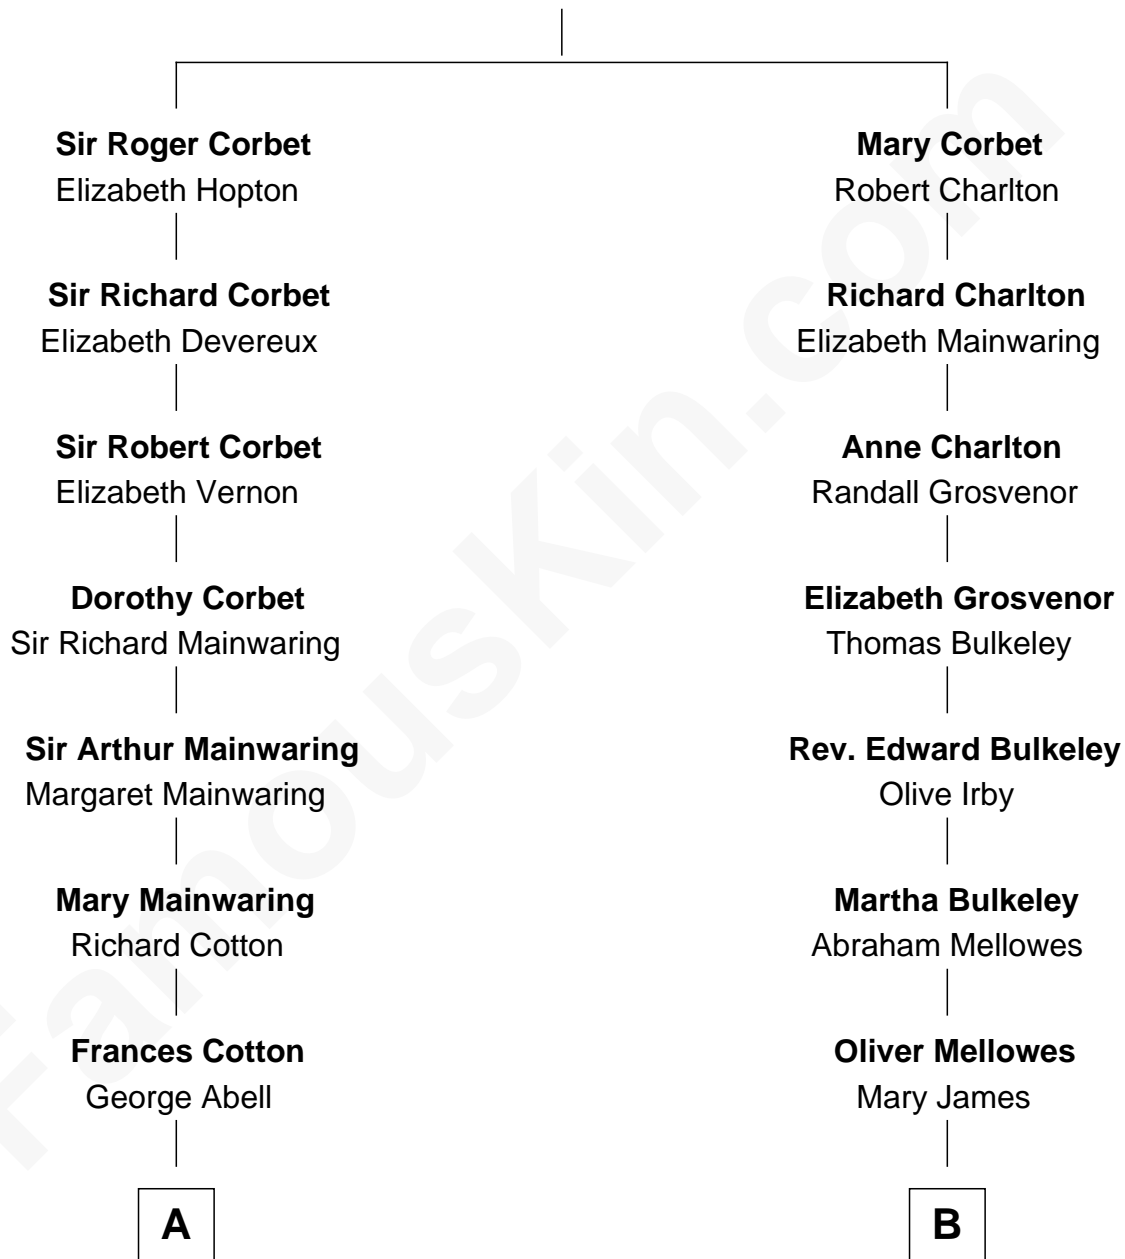 Sir Roger Corbet
Elizabeth Hopton
Sir Richard Corbet
Elizabeth Devereux
Sir Robert Corbet
Elizabeth Vernon
Dorothy Corbet
Sir Richard Mainwaring
Sir Arthur Mainwaring
Margaret Mainwaring
Mary Mainwaring
Richard Cotton
Frances Cotton
George Abell
A
Mary Corbet
Robert Charlton
Richard Charlton
Elizabeth Mainwaring
Anne Charlton
Randall Grosvenor
Elizabeth Grosvenor
Thomas Bulkeley
Rev. Edward Bulkeley
Olive Irby
Martha Bulkeley
Abraham Mellowes
Oliver Mellowes
Mary James
B
FamousKin.com